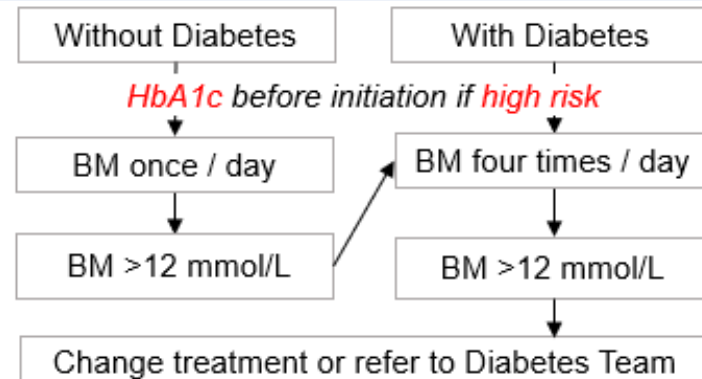 Without Diabetes
With Diabetes
HbA1c before initiation if high risk
BM once / day
BM four times / day
BM >12 mmol/L
BM >12 mmol/L
Change treatment or refer to Diabetes Team